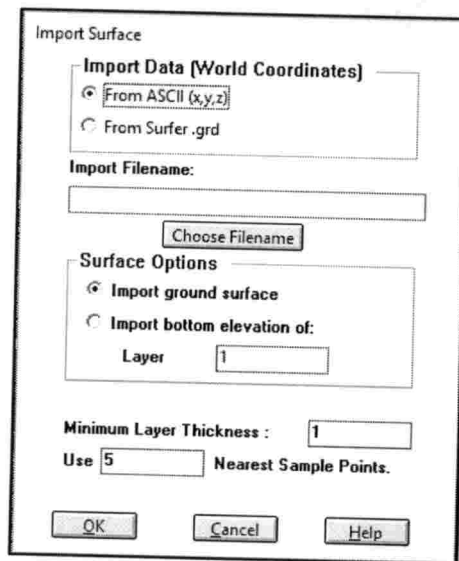 Import Surface
Import Data (World Coordinates)
From ASCII (x,y,z)
From Surfer .grd
Import Filename:
Choose Filename
Surface Options
Import ground surface
Import bottom elevation of:
Layer 1
Minimum Layer Thickness : 1
Use 5 Nearest Sample Points.
OK Cancel Help